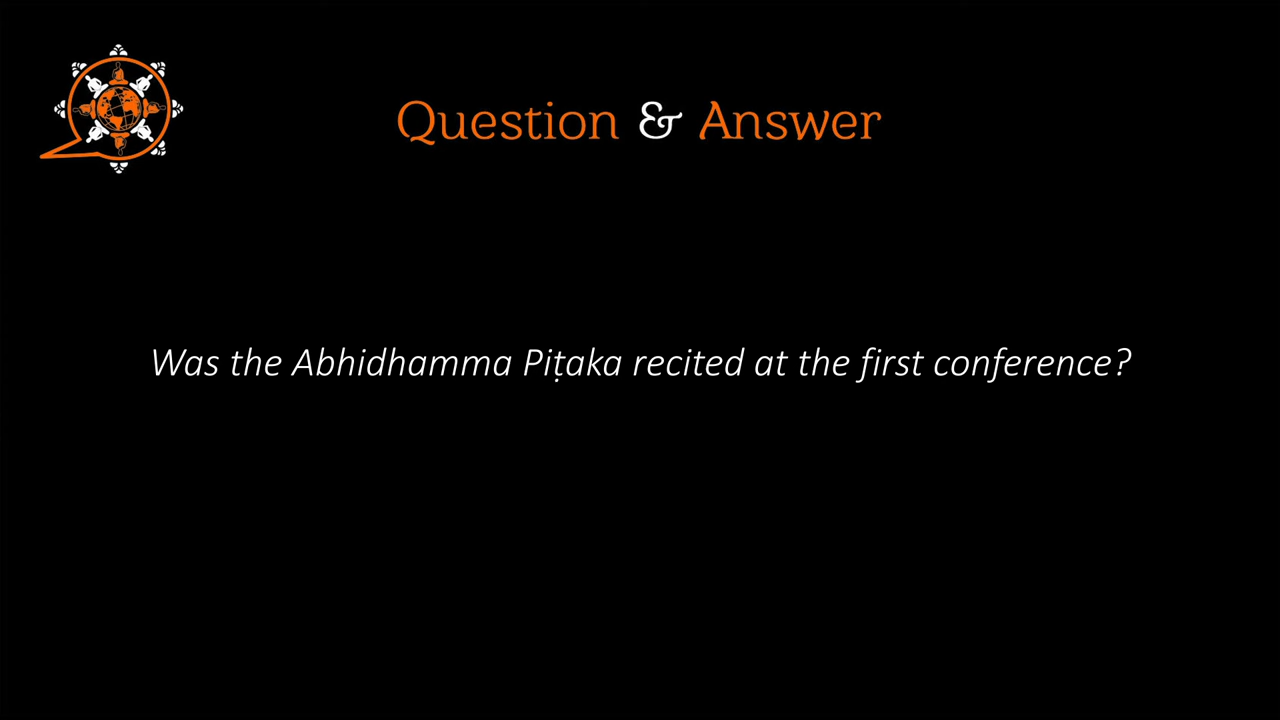 Question & Answer
Was the Abhidhamma Piṭaka recited at the first conference?